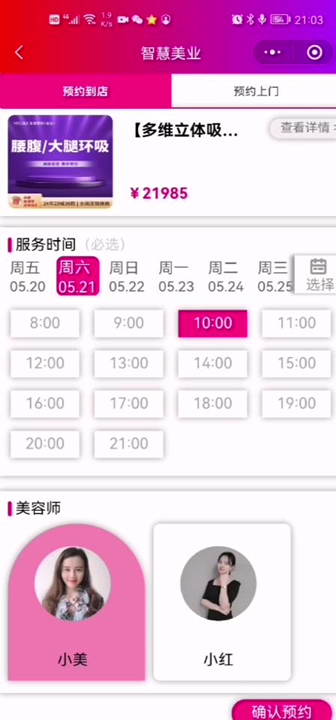 HD 4G 1.9 K/s 54 21:03
智慧美业
预约到店 预约上门
腰腹/大腿环吸
【多维立体吸... 查看详情
¥21985
服务时间（必选）
周五 周六 周日 周一 周二 周三
05.20 05.21 05.22 05.23 05.24 05.25 选择
8:00 9:00 10:00 11:00
12:00 13:00 14:00 15:00
16:00 17:00 18:00 19:00
20:00 21:00
美容师
小美 小红
确认预约